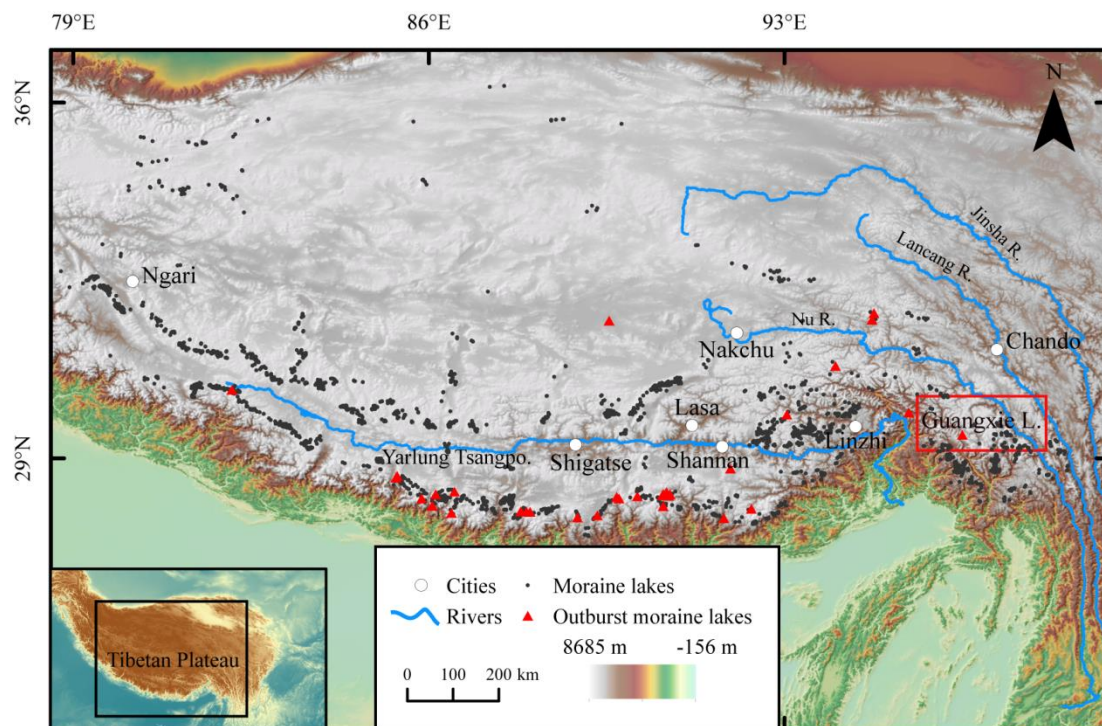 79°E 86°E 93°E
36°N
N
Jinsha R.
Lancang R.
Ngari
Nu R.
Nakchu
Chando
Lasa
Guangxie L.
Linzhi
29°N
Yarlung Tsangpo.
Shigatse
Shannan
Cities
Moraine lakes
Rivers
Outburst moraine lakes
8685 m -156 m
0 100 200 km
Tibetan Plateau